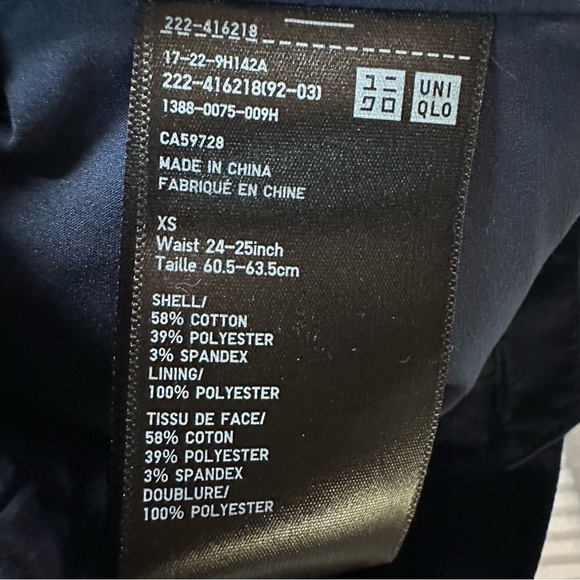 222-416218
17-22-9H142A
222-416218(92-03)
1388-0075-009H
ユニ
クロ
UNI
QLO
CA59728
MADE IN CHINA
FABRIQUÉ EN CHINE
XS
Waist 24-25inch
Taille 60.5-63.5cm
SHELL/
58% COTTON
39% POLYESTER
3% SPANDEX
LINING/
100% POLYESTER
TISSU DE FACE/
58% COTON
39% POLYESTER
3% SPANDEX
DOUBLURE/
100% POLYESTER